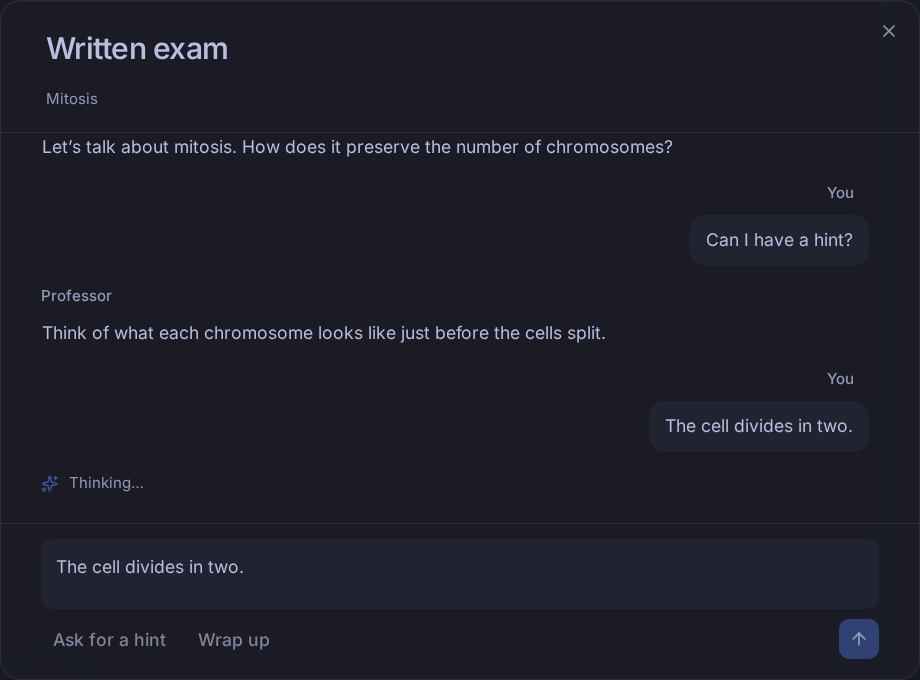 Written exam
Mitosis
Let’s talk about mitosis. How does it preserve the number of chromosomes?
You
Can I have a hint?
Professor
Think of what each chromosome looks like just before the cells split.
You
The cell divides in two.
Thinking...
The cell divides in two.
Ask for a hint Wrap up